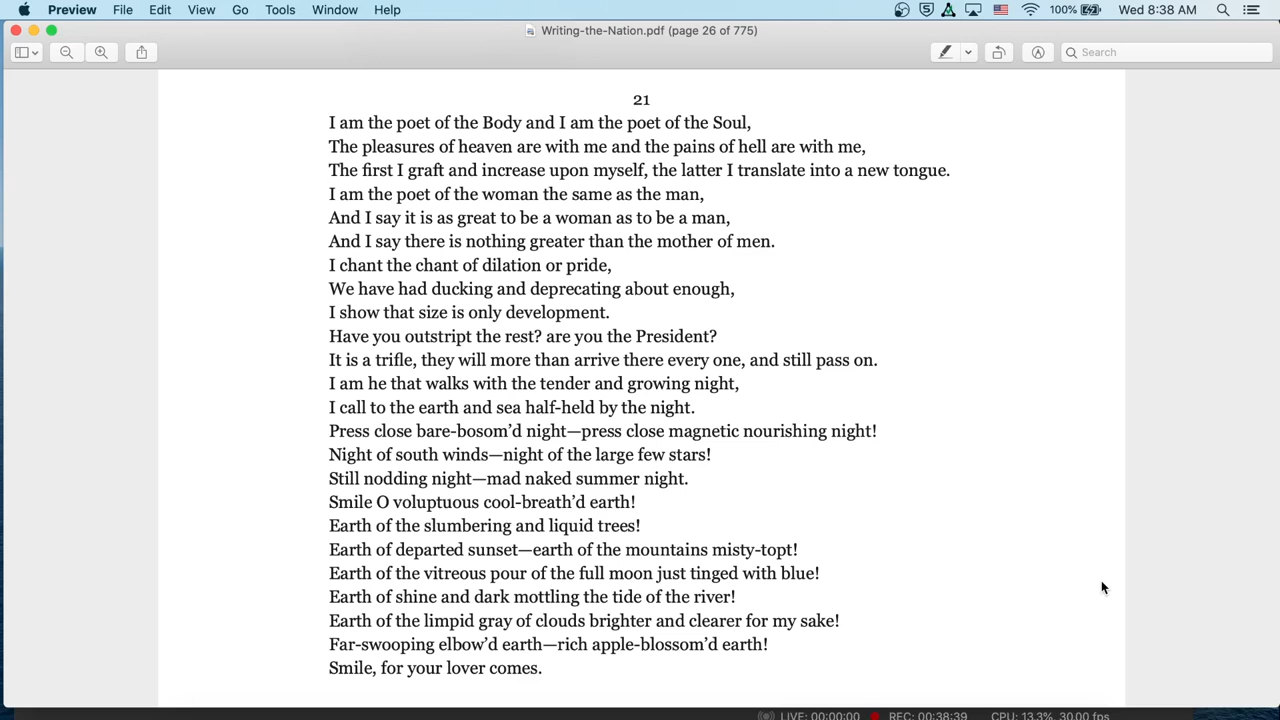 Preview File Edit View Go Tools Window Help 100% Wed 8:38 AM
Writing-the-Nation.pdf (page 26 of 775)
Search
21
I am the poet of the Body and I am the poet of the Soul,
The pleasures of heaven are with me and the pains of hell are with me,
The first I graft and increase upon myself, the latter I translate into a new tongue.
I am the poet of the woman the same as the man,
And I say it is as great to be a woman as to be a man,
And I say there is nothing greater than the mother of men.
I chant the chant of dilation or pride,
We have had ducking and deprecating about enough,
I show that size is only development.
Have you outstript the rest? are you the President?
It is a trifle, they will more than arrive there every one, and still pass on.
I am he that walks with the tender and growing night,
I call to the earth and sea half-held by the night.
Press close bare-bosom’d night—press close magnetic nourishing night!
Night of south winds—night of the large few stars!
Still nodding night—mad naked summer night.
Smile O voluptuous cool-breath’d earth!
Earth of the slumbering and liquid trees!
Earth of departed sunset—earth of the mountains misty-topt!
Earth of the vitreous pour of the full moon just tinged with blue!
Earth of shine and dark mottling the tide of the river!
Earth of the limpid gray of clouds brighter and clearer for my sake!
Far-swooping elbow’d earth—rich apple-blossom’d earth!
Smile, for your lover comes.
LIVE: 00:00:00 REC: 00:38:39 CPU: 13.3%, 30.00 fps